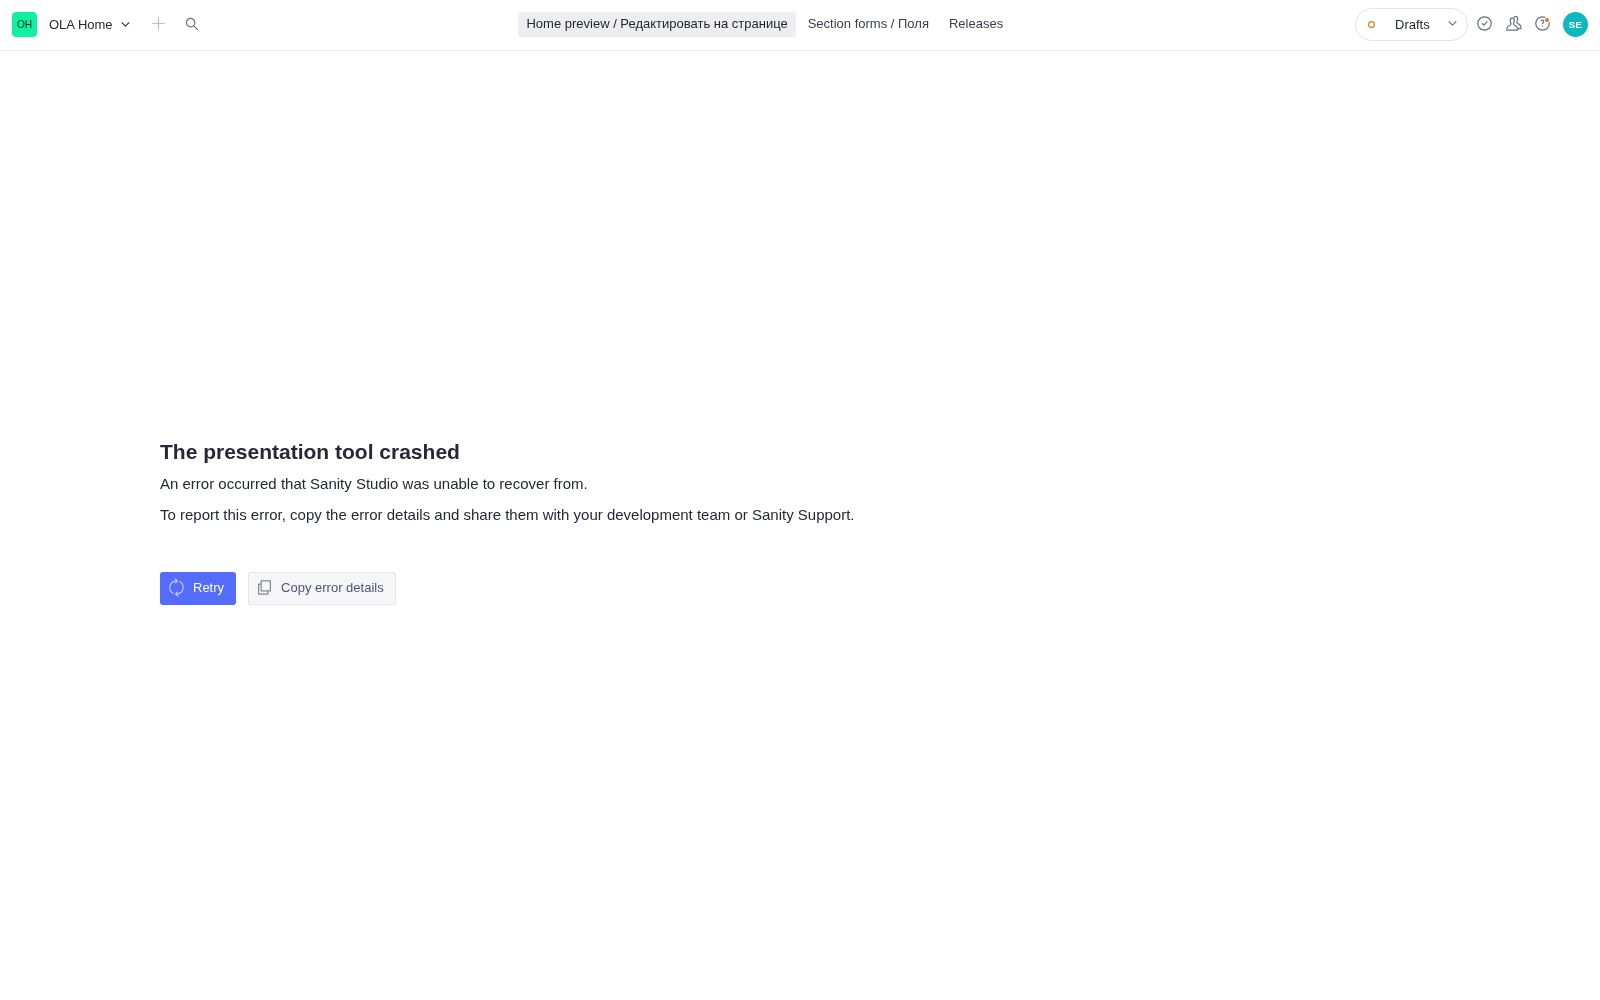 OH
OLA Home
Home preview / Редактировать на странице
Section forms / Поля
Releases
Drafts
SE
The presentation tool crashed
An error occurred that Sanity Studio was unable to recover from.
To report this error, copy the error details and share them with your development team or Sanity Support.
Retry
Copy error details